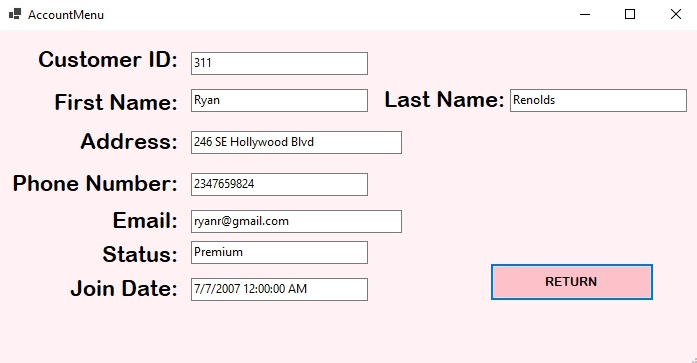 AccountMenu
Customer ID: 311
First Name: Ryan Last Name: Renolds
Address: 246 SE Hollywood Blvd
Phone Number: 2347659824
Email: ryanr@gmail.com
Status: Premium
Join Date: 7/7/2007 12:00:00 AM
RETURN